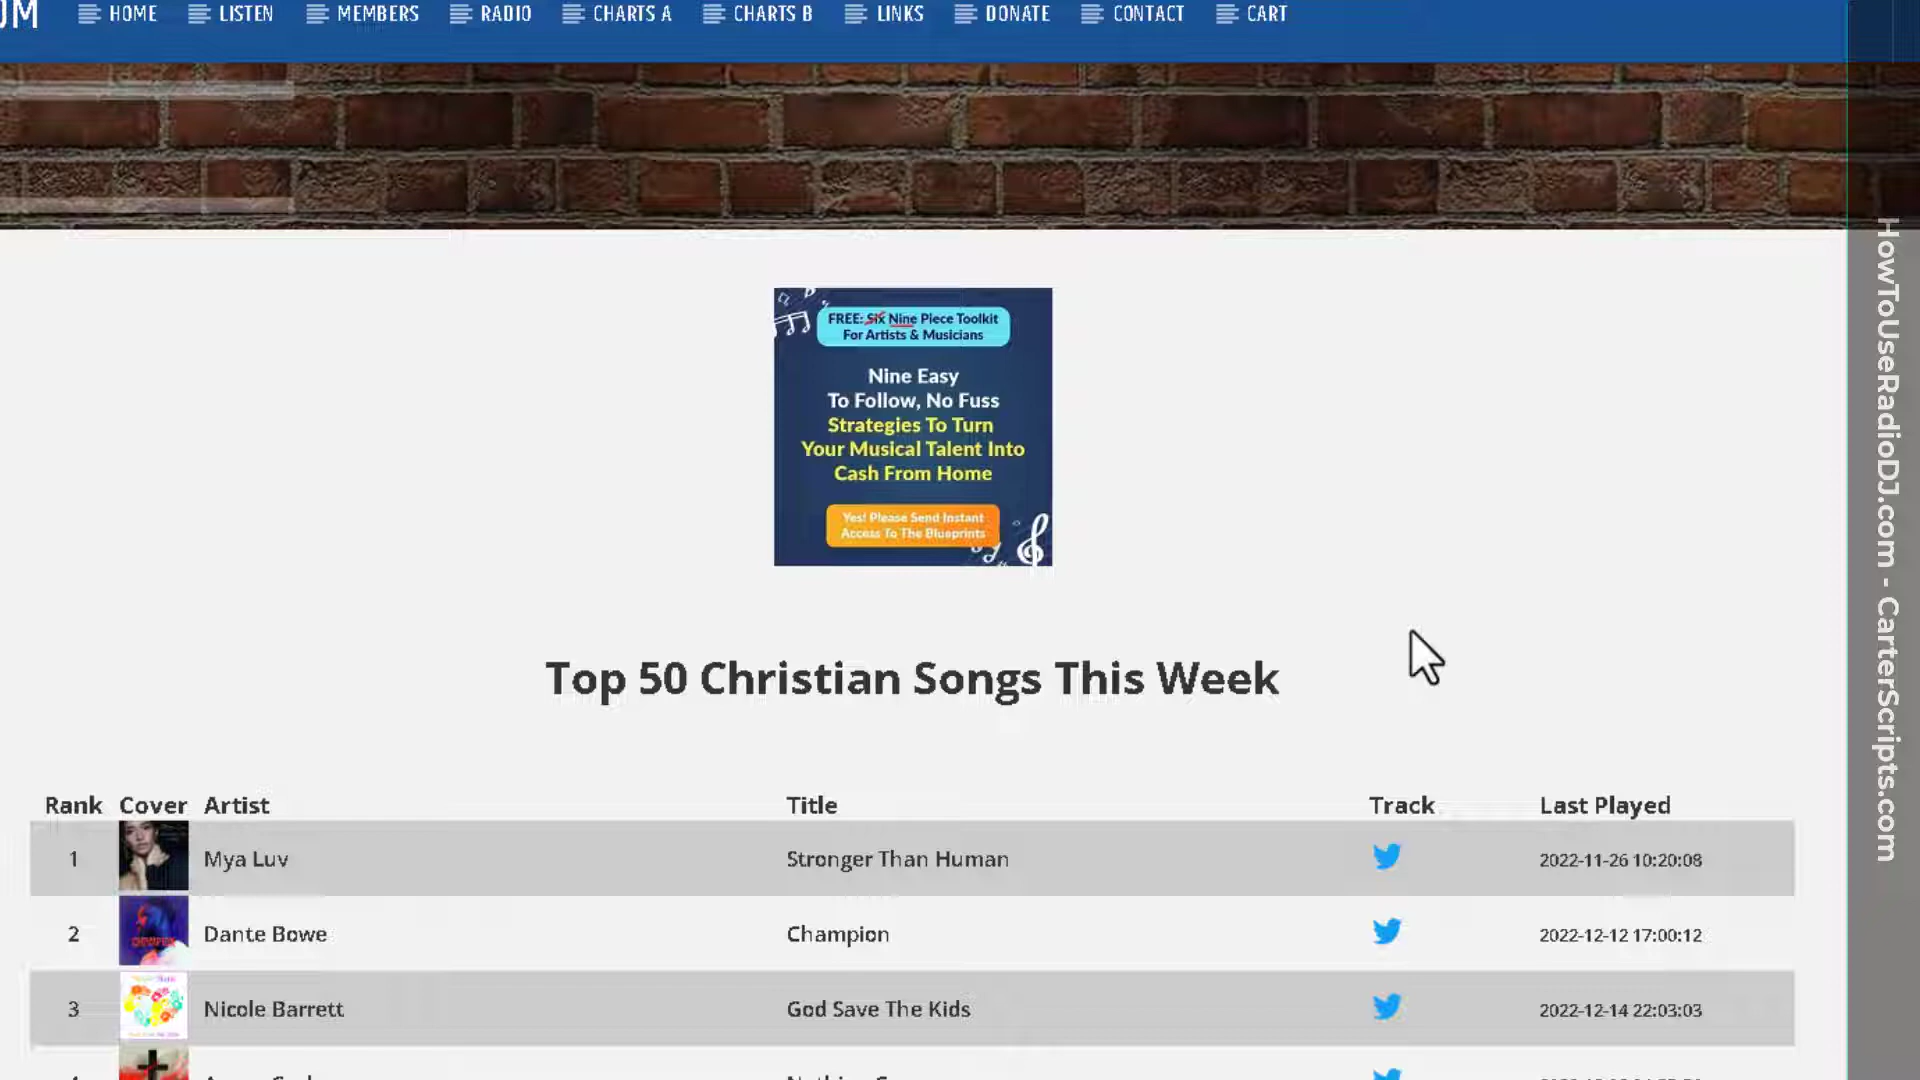 OM HOME LISTEN MEMBERS RADIO CHARTS A CHARTS B LINKS DONATE CONTACT CART
FREE: Six Nine Piece Toolkit
For Artists & Musicians
Nine Easy
To Follow, No Fuss
Strategies To Turn
Your Musical Talent Into
Cash From Home
Yes! Please Send Instant
Access To The Blueprints
Top 50 Christian Songs This Week
Rank Cover Artist Title Track Last Played
1 Mya Luv Stronger Than Human 2022-11-26 10:20:08
2 Dante Bowe Champion 2022-12-12 17:00:12
3 Nicole Barrett God Save The Kids 2022-12-14 22:03:03
HowToUseRadioDJ.com - CarterScripts.com